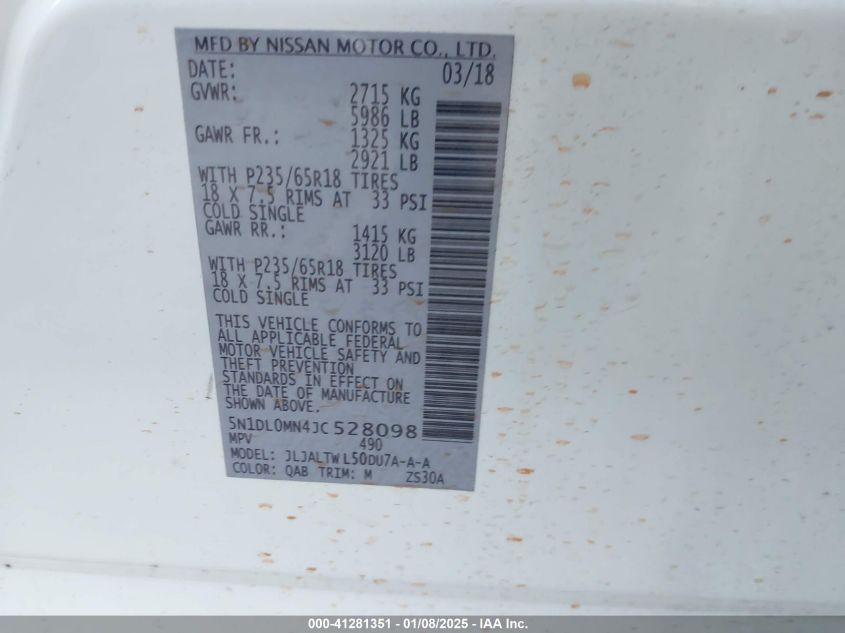 MFD BY NISSAN MOTOR CO., LTD.
DATE: 03/18
GVWR: 2715 KG
5986 LB
GAWR FR.: 1325 KG
2921 LB
WITH P235/65R18 TIRES
18 X 7.5 RIMS AT 33 PSI
COLD SINGLE
GAWR RR.: 1415 KG
3120 LB
WITH P235/65R18 TIRES
18 X 7.5 RIMS AT 33 PSI
COLD SINGLE
THIS VEHICLE CONFORMS TO
ALL APPLICABLE FEDERAL
MOTOR VEHICLE SAFETY AND
THEFT PREVENTION
STANDARDS IN EFFECT ON
THE DATE OF MANUFACTURE
SHOWN ABOVE.
5N1DL0MN4JC528098
MPV 490
MODEL: JLJALTWL50DU7A-A-A
COLOR: QAB TRIM: M ZS30A
000-41281351 - 01/08/2025 - IAA Inc.